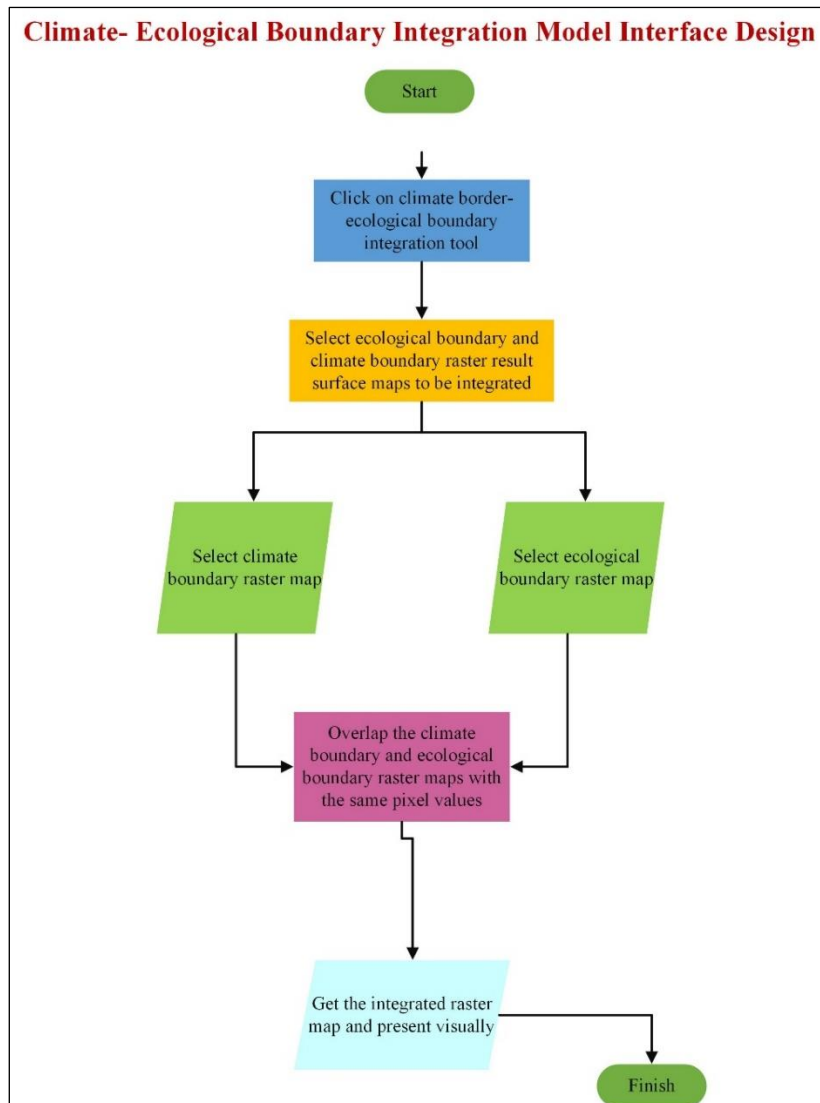 Climate- Ecological Boundary Integration Model Interface Design
Start
Click on climate border-
ecological boundary
integration tool
Select ecological boundary and
climate boundary raster result
surface maps to be integrated
Select climate
boundary raster map
Select ecological
boundary raster map
Overlap the climate
boundary and ecological
boundary raster maps with
the same pixel values
Get the integrated raster
map and present visually
Finish